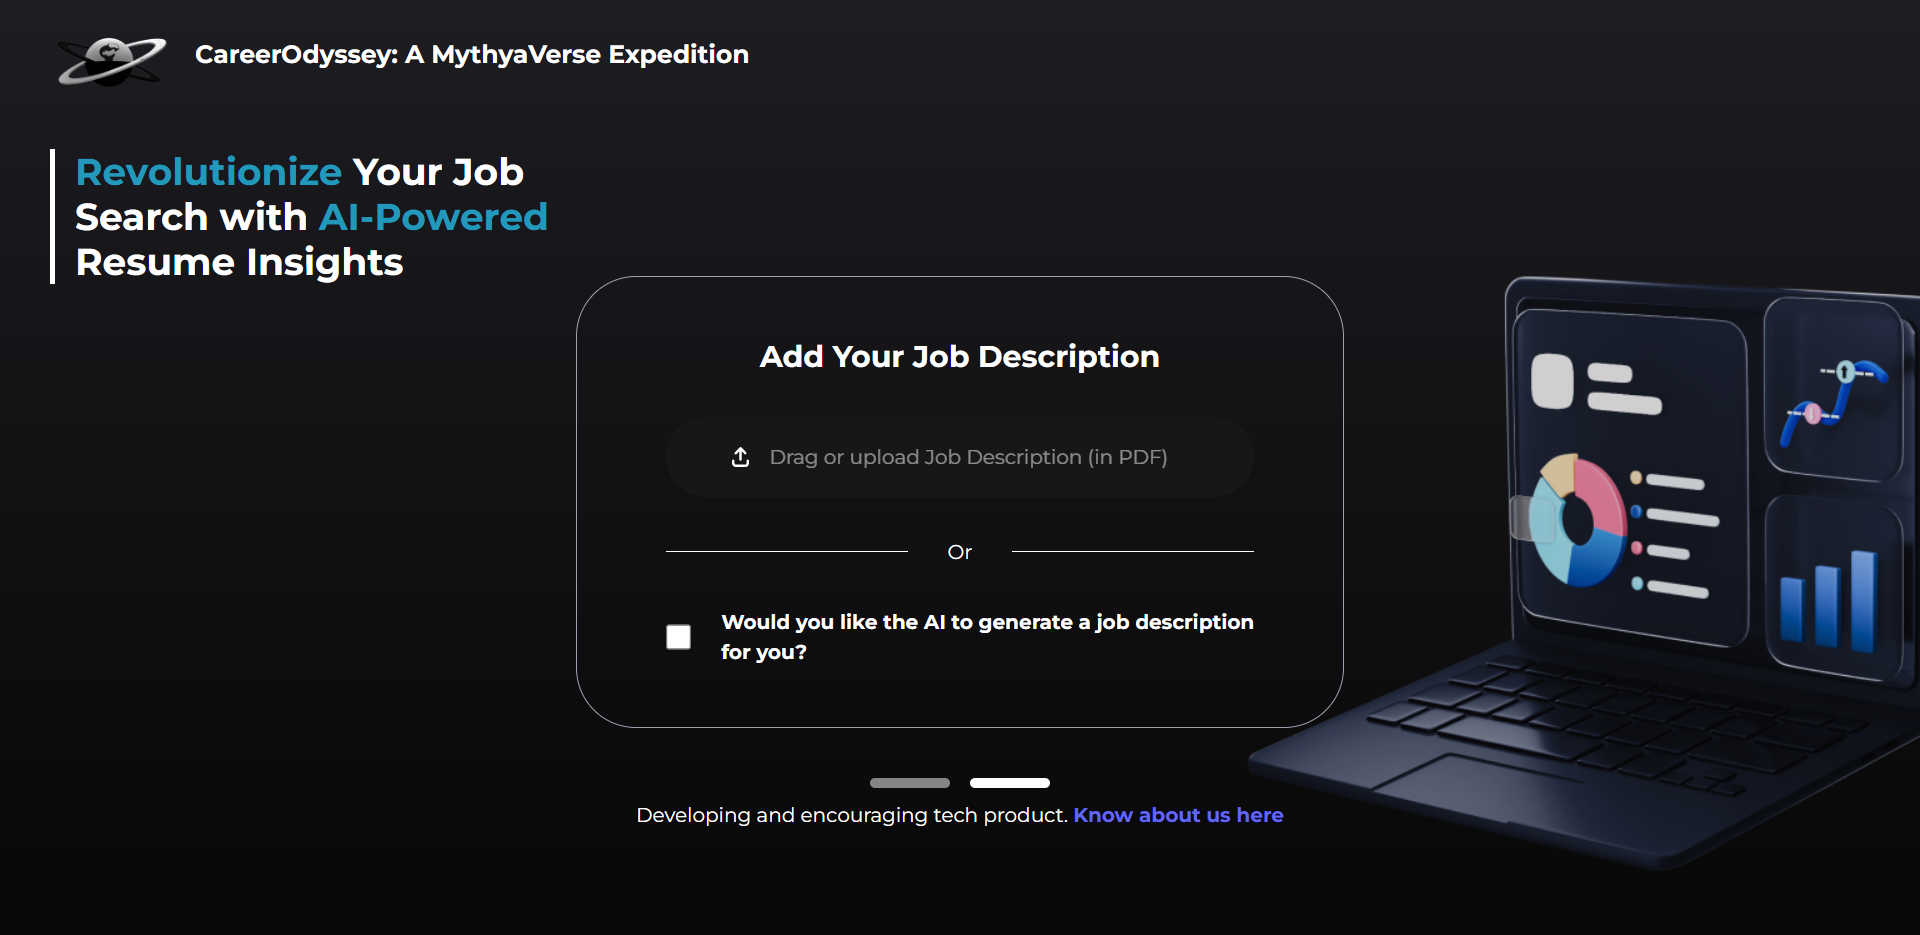 CareerOdyssey: A MythyaVerse Expedition
Revolutionize Your Job
Search with AI-Powered
Resume Insights
Add Your Job Description
Drag or upload Job Description (in PDF)
Or
Would you like the AI to generate a job description
for you?
Developing and encouraging tech product. Know about us here